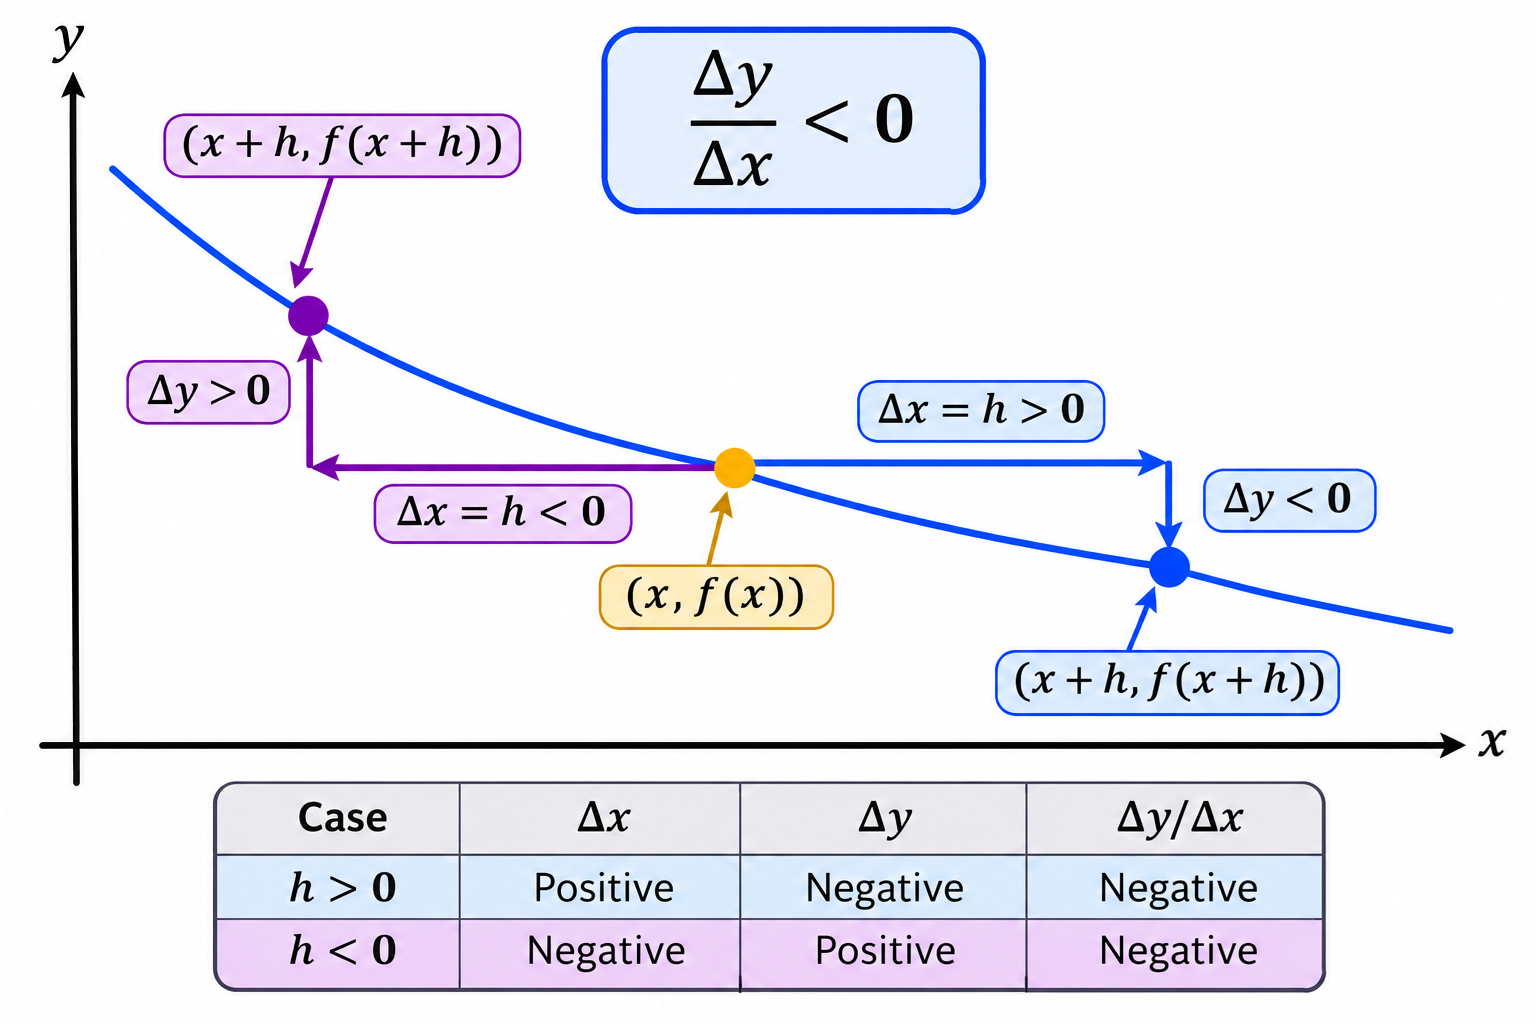 y
Δy/Δx < 0
(x + h, f(x + h))
Δy > 0
Δx = h > 0
Δx = h < 0
Δy < 0
(x, f(x))
(x + h, f(x + h))
x
Case Δx Δy Δy/Δx
h > 0 Positive Negative Negative
h < 0 Negative Positive Negative